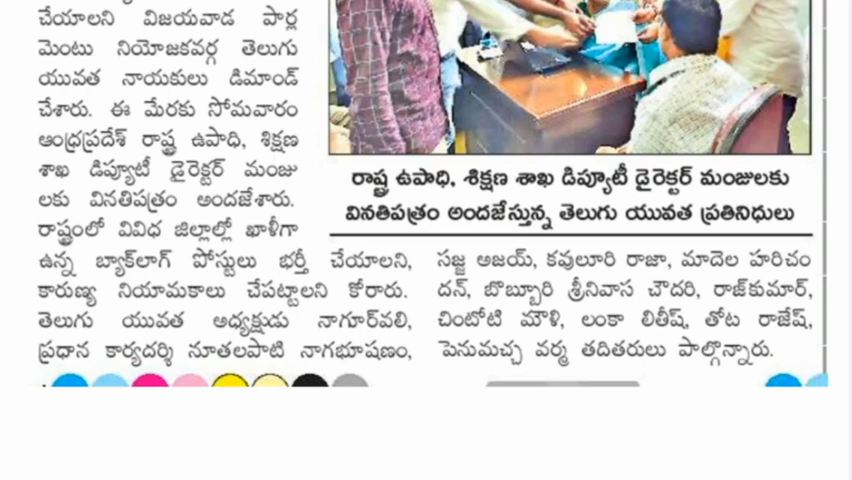 చేయాలని విజయవాడ పార్ల
మెంటు నియోజకవర్గ తెలుగు
యువత నాయకులు డిమాండ్
చేశారు. ఈ మేరకు సోమవారం
ఆంధ్రప్రదేశ్ రాష్ట్ర ఉపాధి, శిక్షణ
శాఖ డిప్యూటీ డైరెక్టర్ మంజు
లకు వినతిపత్రం అందజేశారు.
రాష్ట్రంలో వివిధ జిల్లాల్లో ఖాళీగా
ఉన్న బ్యాక్‌లాగ్ పోస్టులు భర్తీ చేయాలని,
కారుణ్య నియామకాలు చేపట్టాలని కోరారు.
తెలుగు యువత అధ్యక్షుడు నాగూర్‌వలి,
ప్రధాన కార్యదర్శి నూతలపాటి నాగభూషణం,
రాష్ట్ర ఉపాధి, శిక్షణ శాఖ డిప్యూటీ డైరెక్టర్ మంజులకు
వినతిపత్రం అందజేస్తున్న తెలుగు యువత ప్రతినిధులు
సజ్జ అజయ్, కవులూరి రాజా, మాదెల హరిచం
దన్, బొబ్బూరి శ్రీనివాస చౌదరి, రాజ్‌కుమార్,
చింటోటి మౌళి, లంకా లితీష్, తోట రాజేష్,
పెనుమచ్చ వర్మ తదితరులు పాల్గొన్నారు.